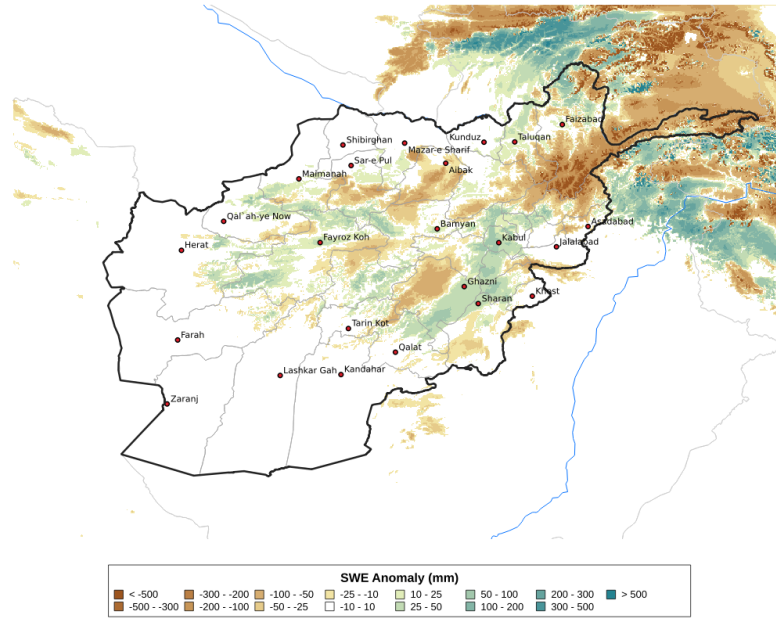 Faizabad
Shibirghan
Kunduz
Taluqan
Mazar-e Sharif
Sar-e Pul
Aibak
Maimanah
Qal`ah-ye Now
Bamyan
Asadabad
Fayroz Koh
Kabul
Jalalabad
Herat
Ghazni
Khost
Sharan
Tarin Kot
Farah
Qalat
Lashkar Gah
Kandahar
Zaranj
SWE Anomaly (mm)
< -500 -300 - -200 -100 - -50 -25 - -10 10 - 25 50 - 100 200 - 300 > 500
-500 - -300 -200 - -100 -50 - -25 -10 - 10 25 - 50 100 - 200 300 - 500